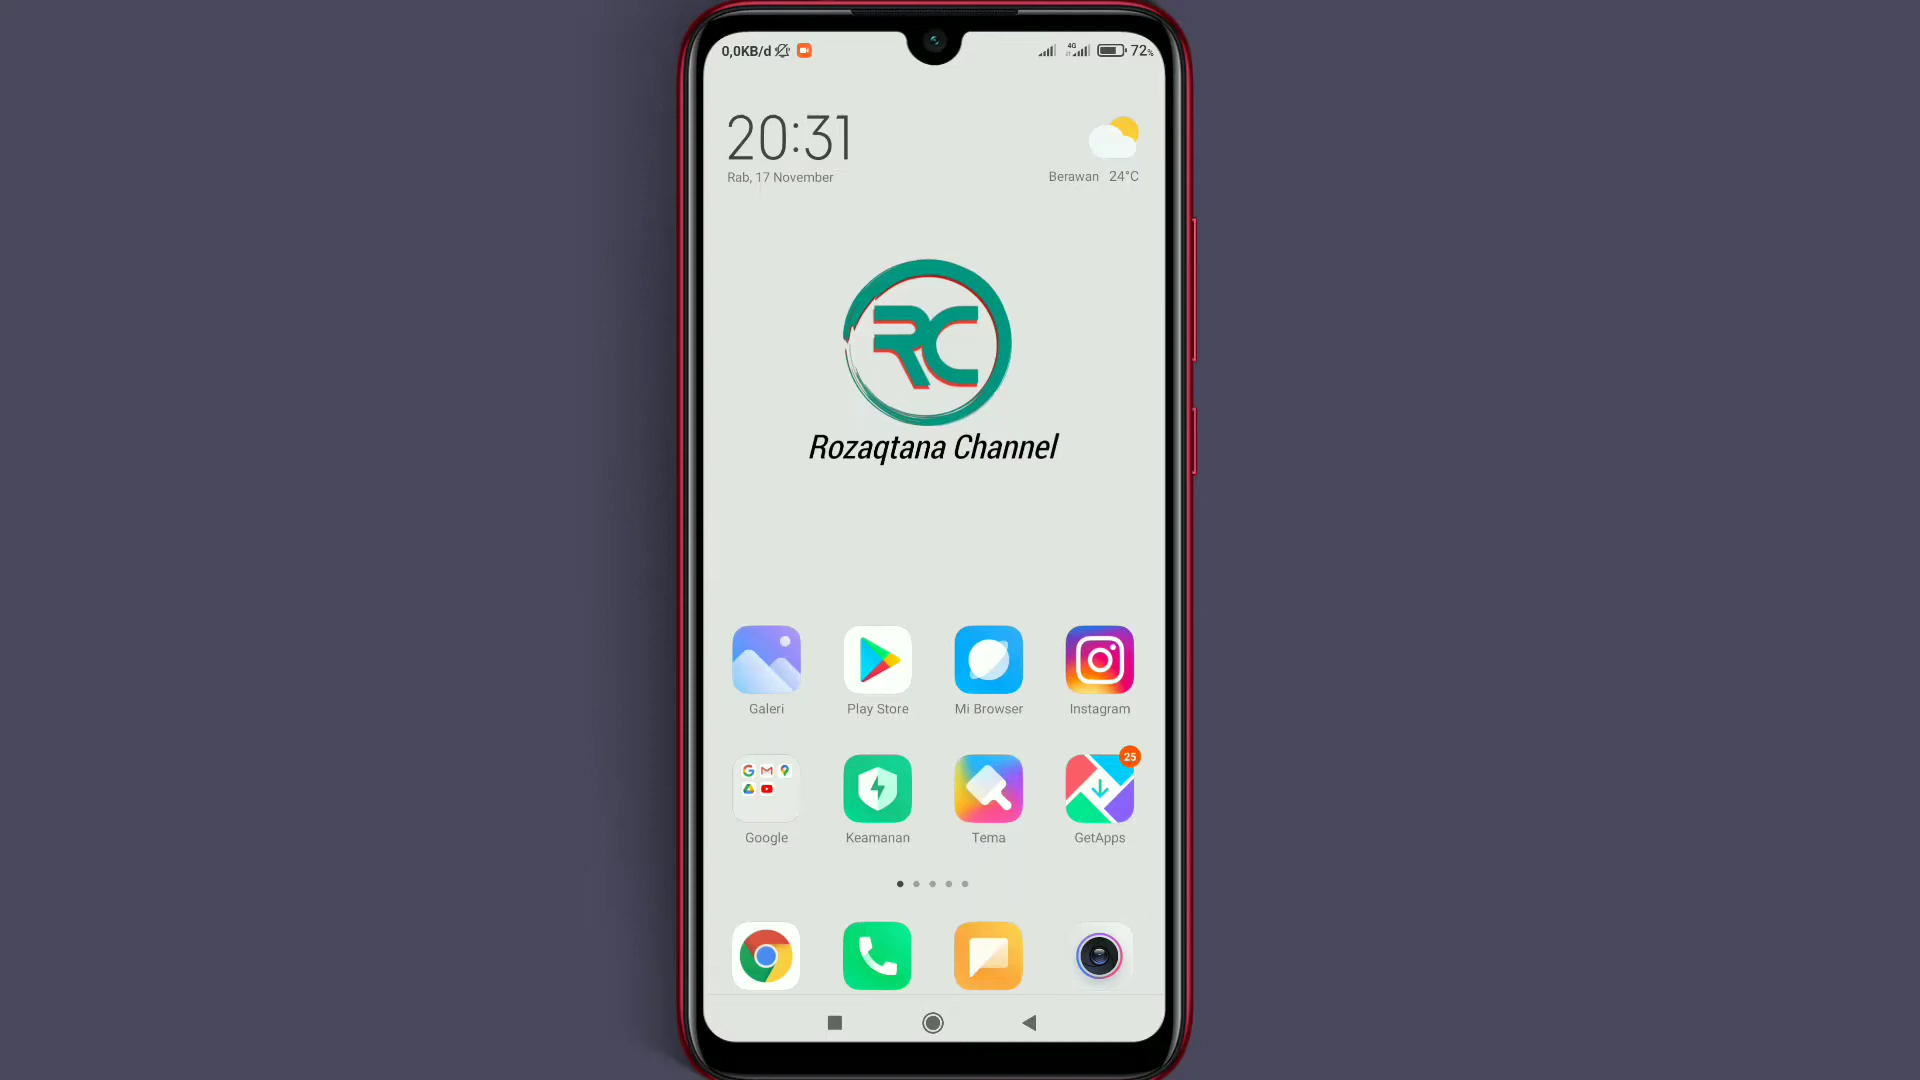 0,0KB/d
4G
72%
20:31
Rab, 17 November
Berawan 24°C
RC
Rozaqtana Channel
Galeri
Play Store
Mi Browser
Instagram
25
Google
Keamanan
Tema
GetApps